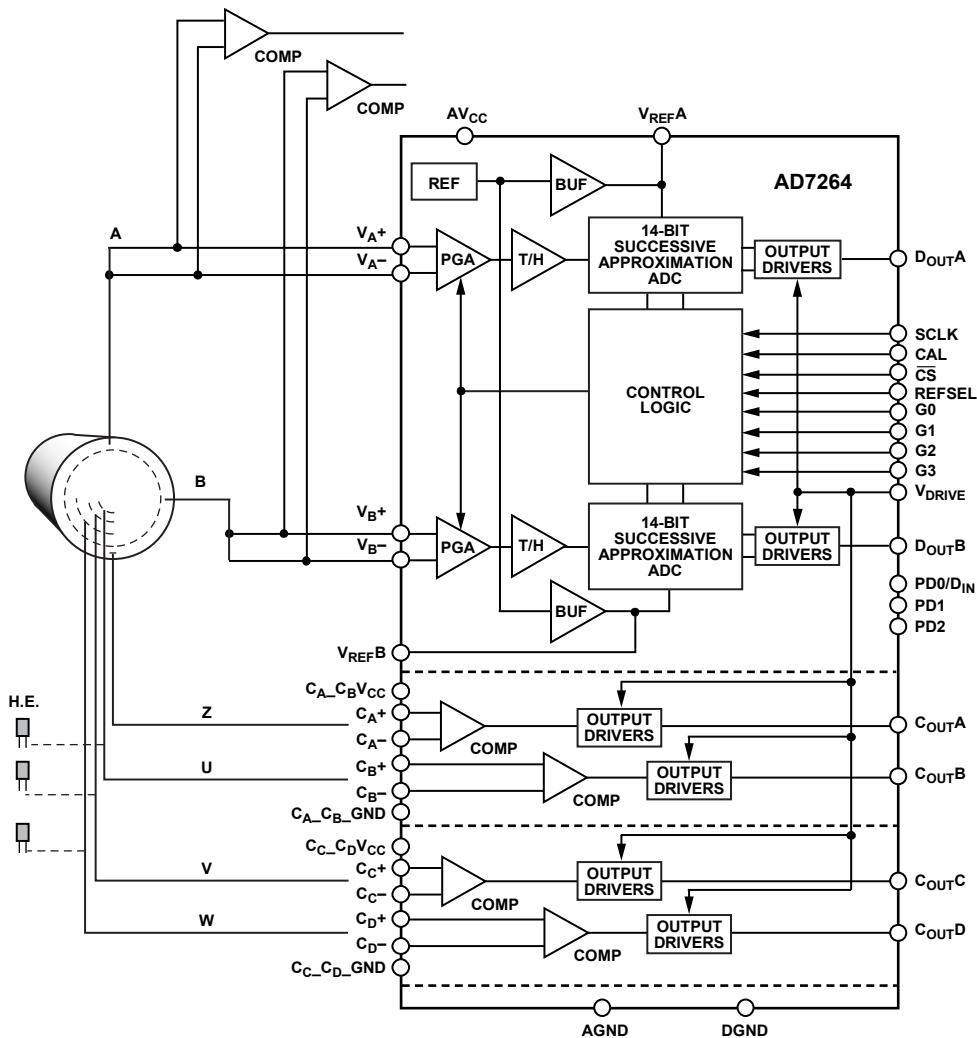 COMP
COMP
AVCC
VREFA
AD7264
REF
BUF
A
VA+
VA−
PGA
T/H
14-BIT
SUCCESSIVE
APPROXIMATION
ADC
OUTPUT
DRIVERS
DOUTA
SCLK
CAL
CS
REFSEL
G0
G1
G2
G3
VDRIVE
CONTROL
LOGIC
B
VB+
VB−
PGA
T/H
14-BIT
SUCCESSIVE
APPROXIMATION
ADC
OUTPUT
DRIVERS
DOUTB
PD0/DIN
PD1
PD2
BUF
VREFB
H.E.
Z
U
V
W
CA_CBVCC
CA+
CA−
COMP
OUTPUT
DRIVERS
COUTA
CB+
CB−
COMP
OUTPUT
DRIVERS
COUTB
CA_CB_GND
CC_CDVCC
CC+
CC−
COMP
OUTPUT
DRIVERS
COUTC
CD+
CD−
COMP
OUTPUT
DRIVERS
COUTD
CC_CD_GND
AGND
DGND